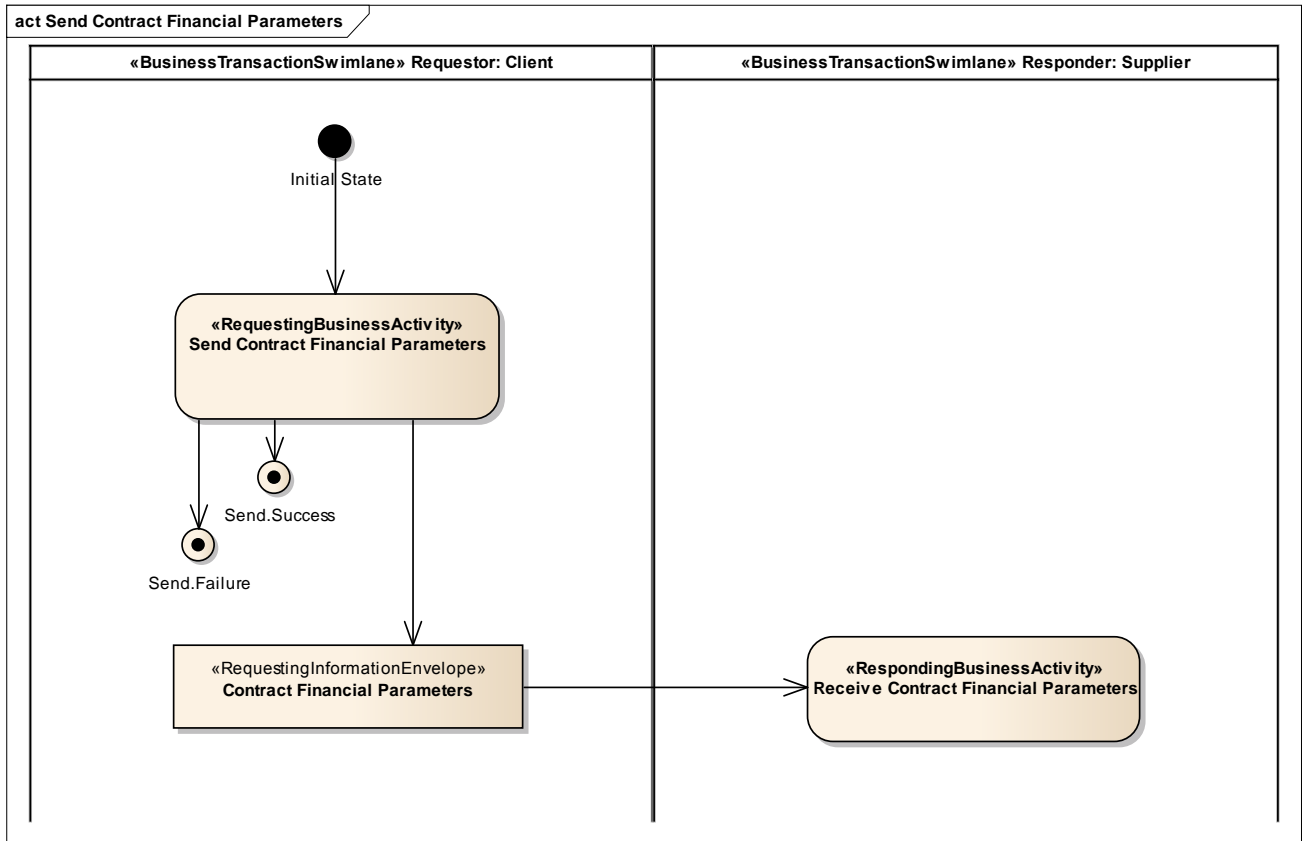 act Send Contract Financial Parameters
«BusinessTransactionSwimlane» Requestor: Client
«BusinessTransactionSwimlane» Responder: Supplier
Initial State
«RequestingBusinessActivity»
Send Contract Financial Parameters
Send.Success
Send.Failure
«RequestingInformationEnvelope»
Contract Financial Parameters
«RespondingBusinessActivity»
Receive Contract Financial Parameters